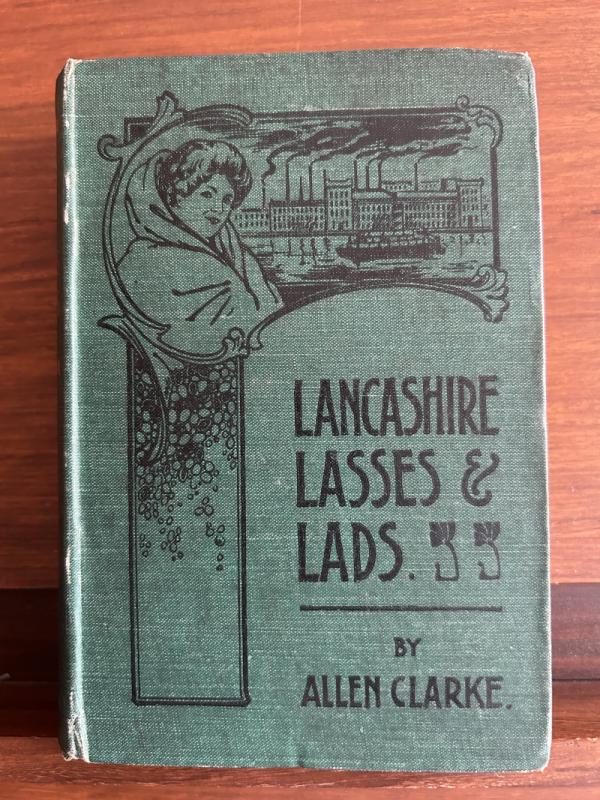 LANCASHIRE
LASSES &
LADS.
BY
ALLEN CLARKE.